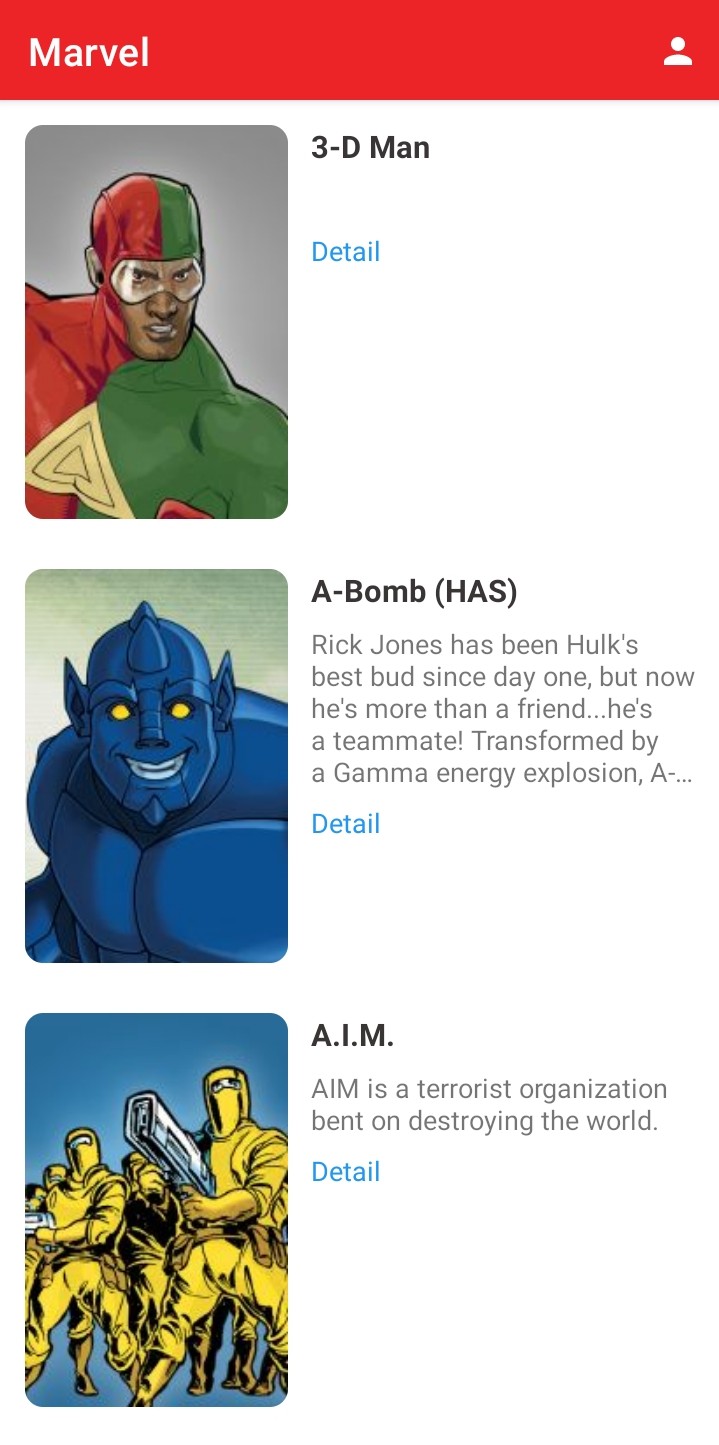 Marvel
3-D Man
Detail
A-Bomb (HAS)
Rick Jones has been Hulk's
best bud since day one, but now
he's more than a friend...he's
a teammate! Transformed by
a Gamma energy explosion, A-...
Detail
A.I.M.
AIM is a terrorist organization
bent on destroying the world.
Detail